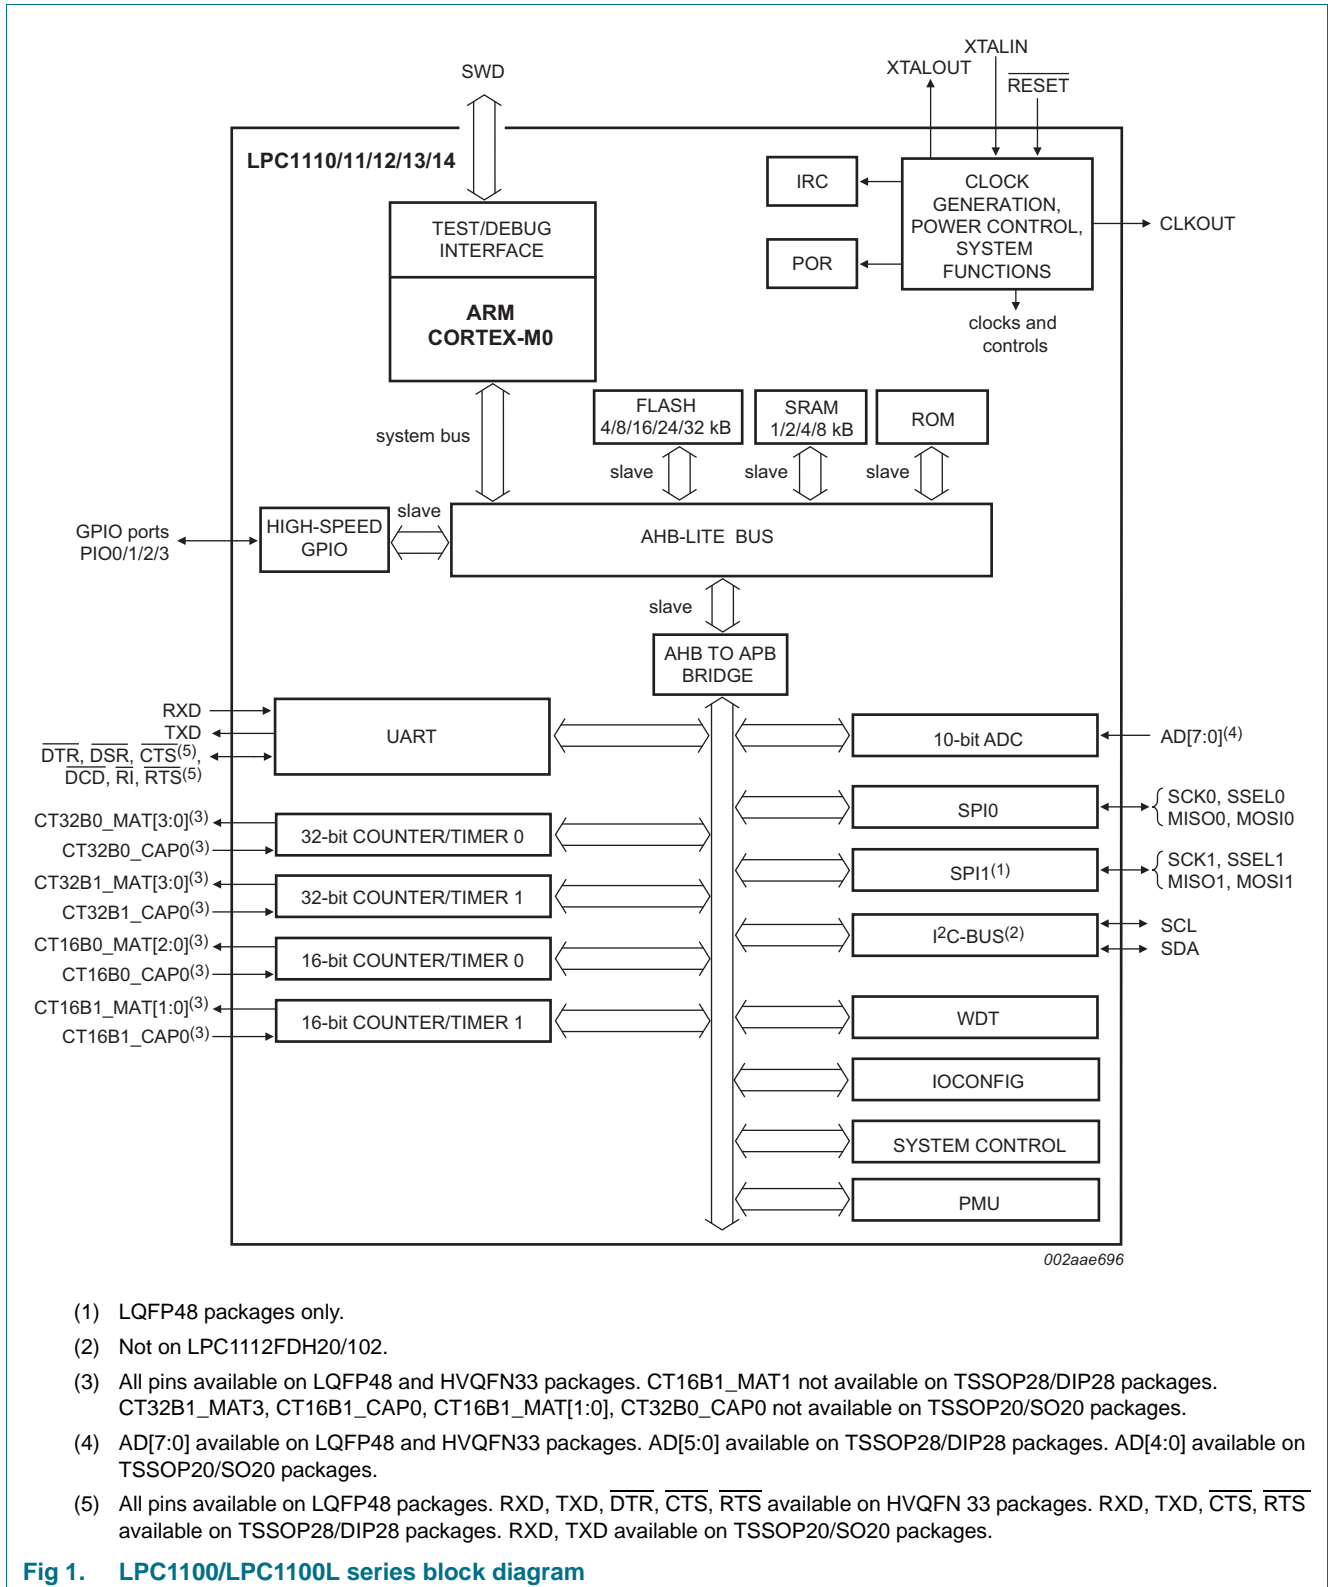 XTALIN
XTALOUT
RESET
SWD
LPC1110/11/12/13/14
IRC
POR
CLOCK
GENERATION,
POWER CONTROL,
SYSTEM
FUNCTIONS
CLKOUT
clocks and
controls
TEST/DEBUG
INTERFACE
ARM
CORTEX-M0
system bus
FLASH
4/8/16/24/32 kB
SRAM
1/2/4/8 kB
ROM
slave
slave
slave
GPIO ports
PIO0/1/2/3
HIGH-SPEED
GPIO
slave
AHB-LITE BUS
slave
AHB TO APB
BRIDGE
RXD
TXD
DTR, DSR, CTS(5),
DCD, RI, RTS(5)
UART
10-bit ADC
AD[7:0](4)
CT32B0_MAT[3:0](3)
CT32B0_CAP0(3)
32-bit COUNTER/TIMER 0
SPI0
SCK0, SSEL0
MISO0, MOSI0
CT32B1_MAT[3:0](3)
CT32B1_CAP0(3)
32-bit COUNTER/TIMER 1
SPI1(1)
SCK1, SSEL1
MISO1, MOSI1
CT16B0_MAT[2:0](3)
CT16B0_CAP0(3)
16-bit COUNTER/TIMER 0
I2C-BUS(2)
SCL
SDA
CT16B1_MAT[1:0](3)
CT16B1_CAP0(3)
16-bit COUNTER/TIMER 1
WDT
IOCONFIG
SYSTEM CONTROL
PMU
002aae696
(1) LQFP48 packages only.
(2) Not on LPC1112FDH20/102.
(3) All pins available on LQFP48 and HVQFN33 packages. CT16B1_MAT1 not available on TSSOP28/DIP28 packages.
CT32B1_MAT3, CT16B1_CAP0, CT16B1_MAT[1:0], CT32B0_CAP0 not available on TSSOP20/SO20 packages.
(4) AD[7:0] available on LQFP48 and HVQFN33 packages. AD[5:0] available on TSSOP28/DIP28 packages. AD[4:0] available on
TSSOP20/SO20 packages.
(5) All pins available on LQFP48 packages. RXD, TXD, DTR, CTS, RTS available on HVQFN 33 packages. RXD, TXD, CTS, RTS
available on TSSOP28/DIP28 packages. RXD, TXD available on TSSOP20/SO20 packages.
Fig 1. LPC1100/LPC1100L series block diagram